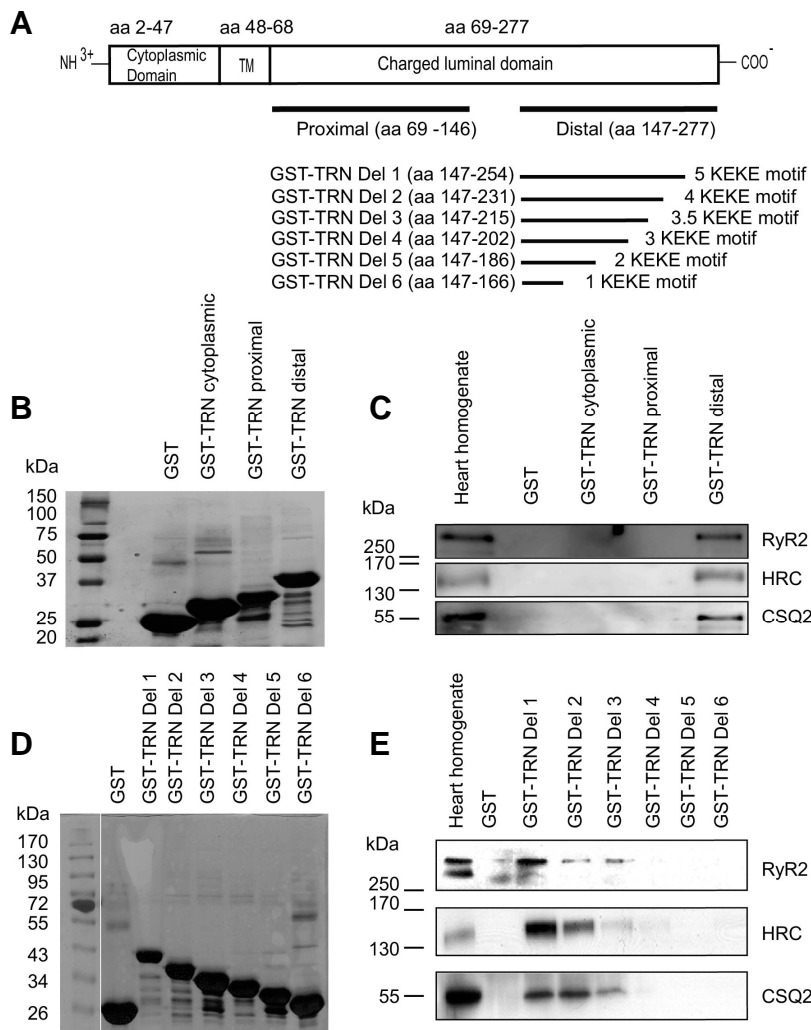 A
aa 2-47 aa 48-68 aa 69-277
NH 3+ Cytoplasmic Domain TM Charged luminal domain COO -
Proximal (aa 69 -146) Distal (aa 147-277)
GST-TRN Del 1 (aa 147-254) 5 KEKE motif
GST-TRN Del 2 (aa 147-231) 4 KEKE motif
GST-TRN Del 3 (aa 147-215) 3.5 KEKE motif
GST-TRN Del 4 (aa 147-202) 3 KEKE motif
GST-TRN Del 5 (aa 147-186) 2 KEKE motif
GST-TRN Del 6 (aa 147-166) 1 KEKE motif
B
GST
GST-TRN cytoplasmic
GST-TRN proximal
GST-TRN distal
kDa
150
100
75
50
37
25
20
C
Heart homogenate
GST
GST-TRN cytoplasmic
GST-TRN proximal
GST-TRN distal
kDa
250 RyR2
170
HRC
130
55 CSQ2
D
GST
GST-TRN Del 1
GST-TRN Del 2
GST-TRN Del 3
GST-TRN Del 4
GST-TRN Del 5
GST-TRN Del 6
kDa
170
130
95
72
55
43
34
26
E
Heart homogenate
GST
GST-TRN Del 1
GST-TRN Del 2
GST-TRN Del 3
GST-TRN Del 4
GST-TRN Del 5
GST-TRN Del 6
kDa
RyR2
250
170
HRC
130
55 CSQ2